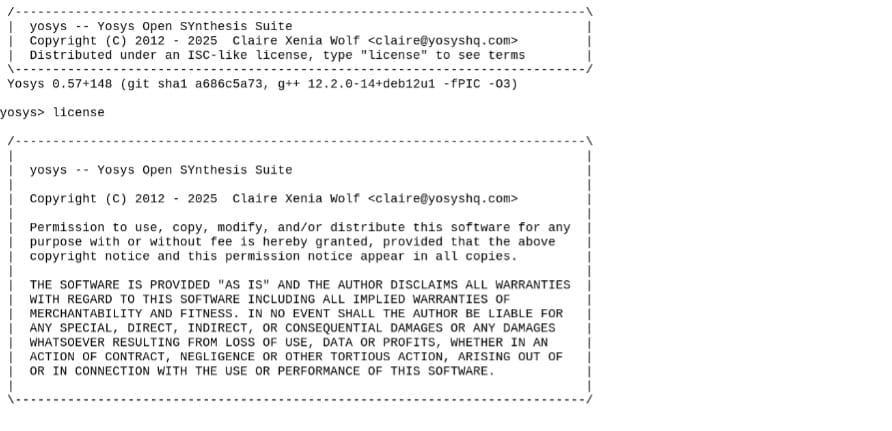 /----------------------------------------------------------------------------\
|  yosys -- Yosys Open SYnthesis Suite                                       |
|  Copyright (C) 2012 - 2025  Claire Xenia Wolf <claire@yosyshq.com>         |
|  Distributed under an ISC-like license, type "license" to see terms        |
\----------------------------------------------------------------------------/
Yosys 0.57+148 (git sha1 a686c5a73, g++ 12.2.0-14+deb12u1 -fPIC -O3)
yosys> license
/----------------------------------------------------------------------------\
|                                                                            |
|  yosys -- Yosys Open SYnthesis Suite                                       |
|                                                                            |
|  Copyright (C) 2012 - 2025  Claire Xenia Wolf <claire@yosyshq.com>         |
|                                                                            |
|  Permission to use, copy, modify, and/or distribute this software for any  |
|  purpose with or without fee is hereby granted, provided that the above    |
|  copyright notice and this permission notice appear in all copies.         |
|                                                                            |
|  THE SOFTWARE IS PROVIDED "AS IS" AND THE AUTHOR DISCLAIMS ALL WARRANTIES  |
|  WITH REGARD TO THIS SOFTWARE INCLUDING ALL IMPLIED WARRANTIES OF          |
|  MERCHANTABILITY AND FITNESS. IN NO EVENT SHALL THE AUTHOR BE LIABLE FOR   |
|  ANY SPECIAL, DIRECT, INDIRECT, OR CONSEQUENTIAL DAMAGES OR ANY DAMAGES    |
|  WHATSOEVER RESULTING FROM LOSS OF USE, DATA OR PROFITS, WHETHER IN AN     |
|  ACTION OF CONTRACT, NEGLIGENCE OR OTHER TORTIOUS ACTION, ARISING OUT OF   |
|  OR IN CONNECTION WITH THE USE OR PERFORMANCE OF THIS SOFTWARE.            |
|                                                                            |
\----------------------------------------------------------------------------/